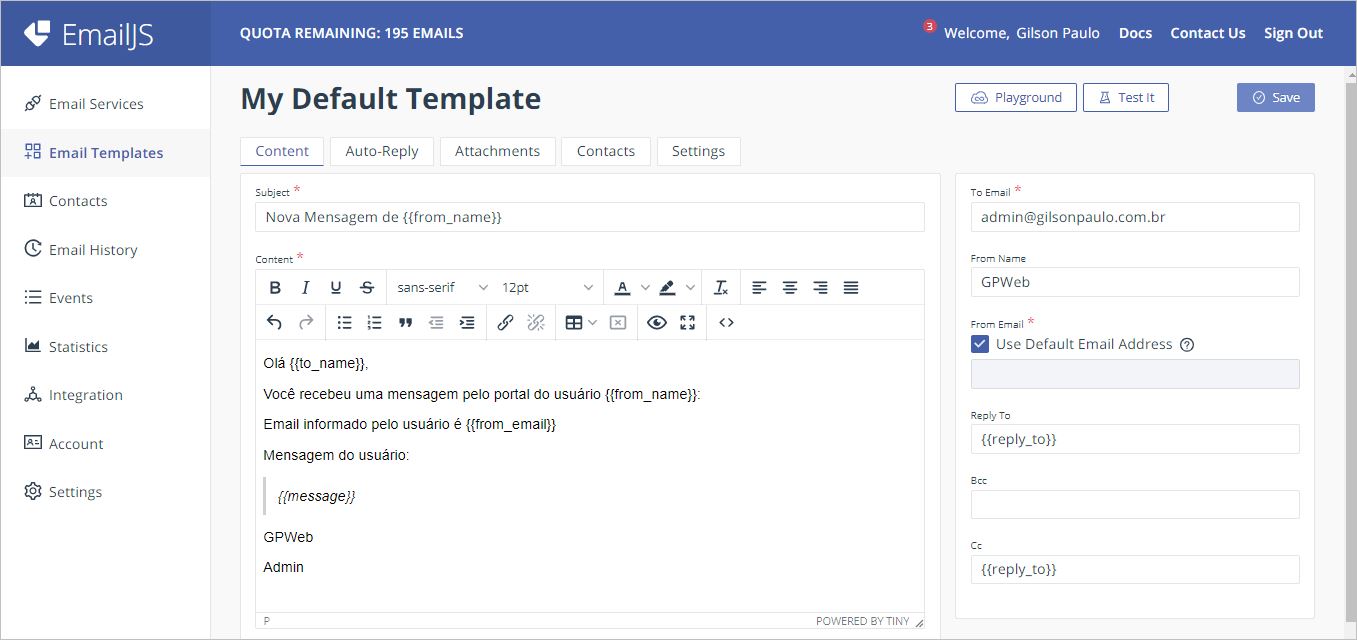 EmailJS
QUOTA REMAINING: 195 EMAILS
3
Welcome, Gilson Paulo
Docs
Contact Us
Sign Out
Email Services
Email Templates
Contacts
Email History
Events
Statistics
Integration
Account
Settings
My Default Template
Playground
Test It
Save
Content
Auto-Reply
Attachments
Contacts
Settings
Subject *
Nova Mensagem de {{from_name}}
Content *
B I U S sans-serif 12pt A
Olá {{to_name}},
Você recebeu uma mensagem pelo portal do usuário {{from_name}}:
Email informado pelo usuário é {{from_email}}
Mensagem do usuário:
{{message}}
GPWeb
Admin
P
POWERED BY TINY
To Email *
admin@gilsonpaulo.com.br
From Name
GPWeb
From Email *
Use Default Email Address
Reply To
{{reply_to}}
Bcc
Cc
{{reply_to}}